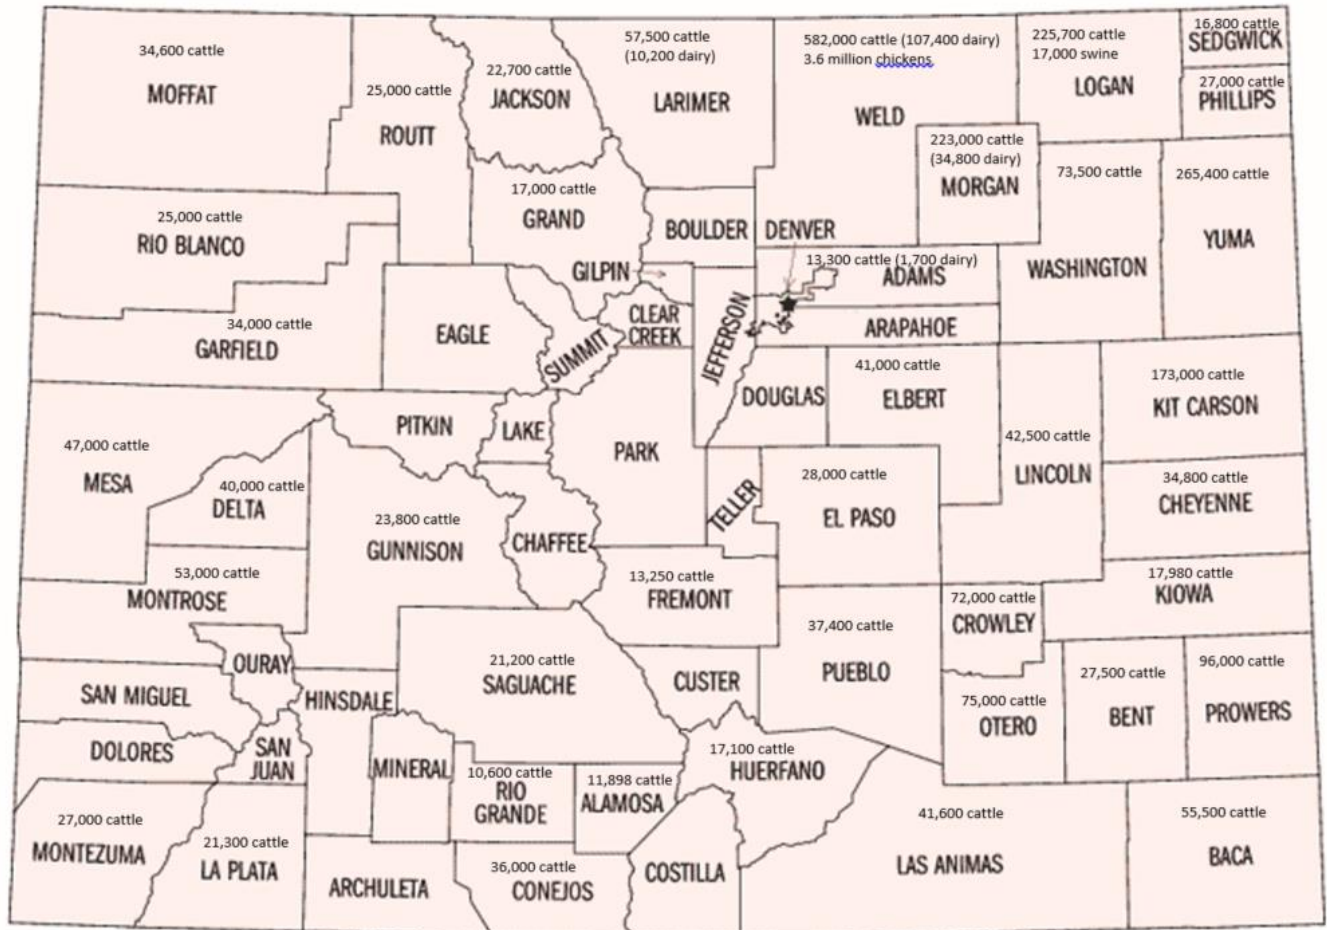 34,600 cattle
MOFFAT
25,000 cattle
ROUTT
22,700 cattle
JACKSON
57,500 cattle
(10,200 dairy)
LARIMER
582,000 cattle (107,400 dairy)
3.6 million chickens
WELD
225,700 cattle
17,000 swine
LOGAN
16,800 cattle
SEDGWICK
27,000 cattle
PHILLIPS
223,000 cattle
(34,800 dairy)
MORGAN
73,500 cattle
WASHINGTON
265,400 cattle
YUMA
25,000 cattle
RIO BLANCO
17,000 cattle
GRAND
BOULDER
DENVER
GILPIN
13,300 cattle (1,700 dairy)
ADAMS
34,000 cattle
GARFIELD
EAGLE
SUMMIT
CLEAR
CREEK
JEFFERSON
ARAPAHOE
DOUGLAS
41,000 cattle
ELBERT
173,000 cattle
KIT CARSON
47,000 cattle
MESA
PITKIN
LAKE
PARK
42,500 cattle
LINCOLN
40,000 cattle
DELTA
23,800 cattle
GUNNISON
CHAFFEE
TELLER
28,000 cattle
EL PASO
34,800 cattle
CHEYENNE
53,000 cattle
MONTROSE
13,250 cattle
FREMONT
72,000 cattle
CROWLEY
17,980 cattle
KIOWA
OURAY
SAN MIGUEL
HINSDALE
21,200 cattle
SAGUACHE
CUSTER
37,400 cattle
PUEBLO
75,000 cattle
OTERO
27,500 cattle
BENT
96,000 cattle
PROWERS
DOLORES
SAN
JUAN
MINERAL
10,600 cattle
RIO
GRANDE
11,898 cattle
ALAMOSA
17,100 cattle
HUERFANO
27,000 cattle
MONTEZUMA
21,300 cattle
LA PLATA
ARCHULETA
36,000 cattle
CONEJOS
COSTILLA
41,600 cattle
LAS ANIMAS
55,500 cattle
BACA